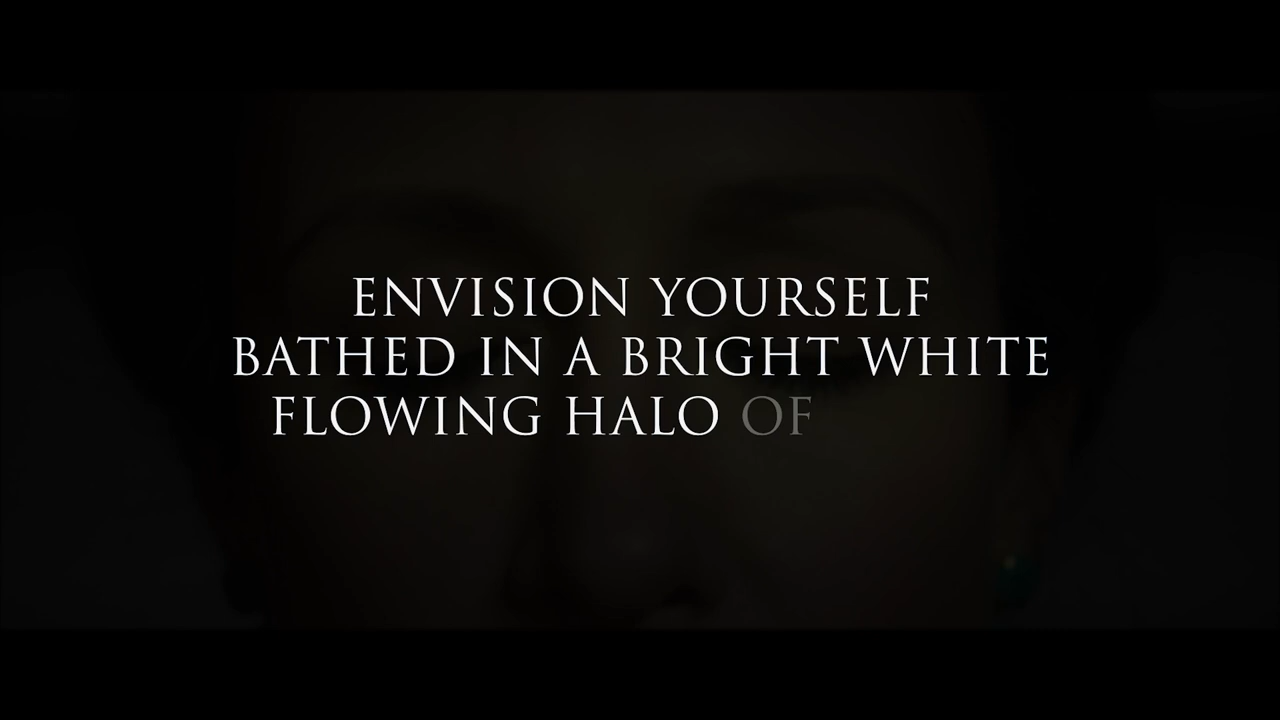 ENVISION YOURSELF
BATHED IN A BRIGHT WHITE
FLOWING HALO OF